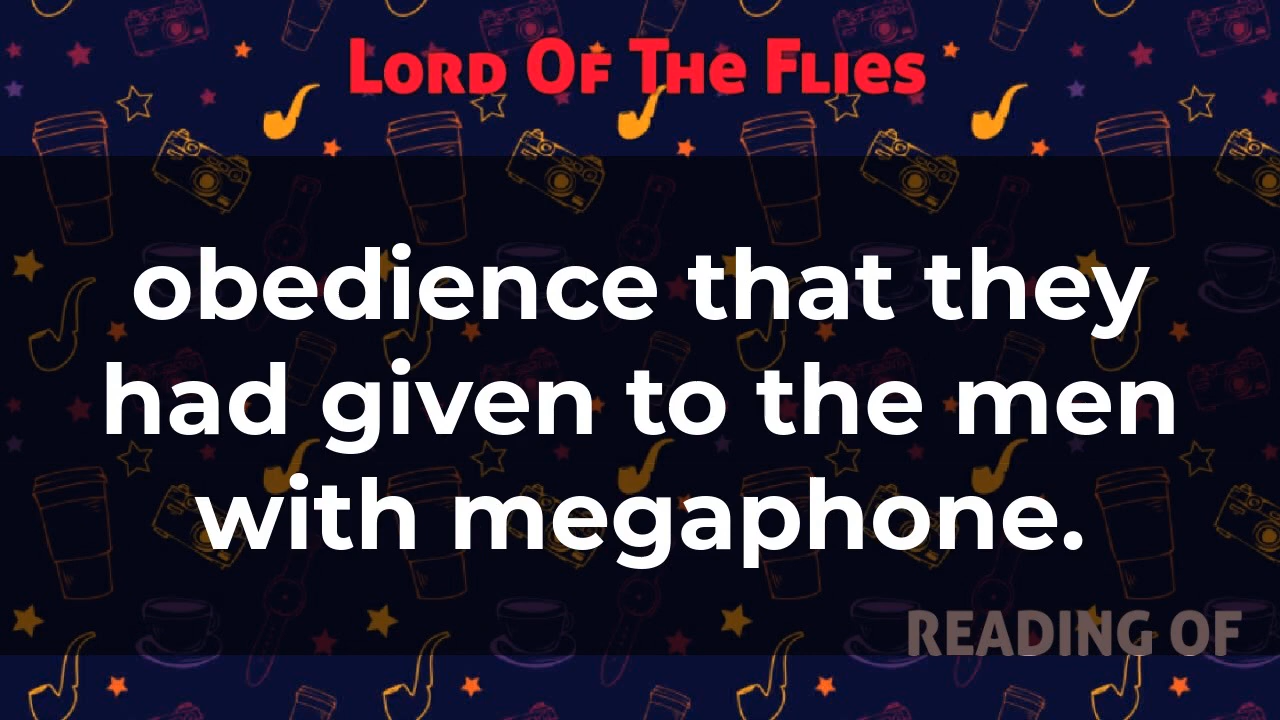 Lord Of The Flies
obedience that they
had given to the men
with megaphone.
READING OF